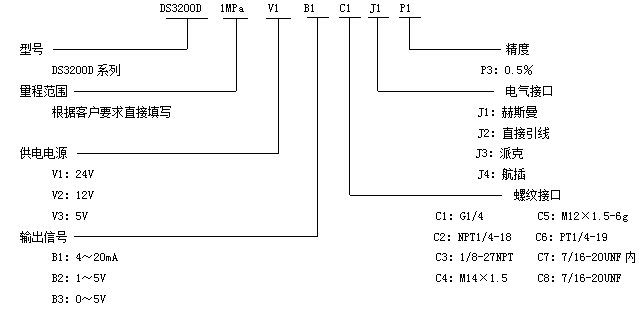 DS3200D 1MPa V1 B1 C1 J1 P1
型号 精度
DS3200D 系列 P3: 0.5%
量程范围 电气接口
根据客户要求直接填写 J1: 赫斯曼
J2: 直接引线
供电电源 J3: 派克
V1: 24V J4: 航插
V2: 12V 螺纹接口
V3: 5V C1: G1/4 C5: M12×1.5-6g
输出信号 C2: NPT1/4-18 C6: PT1/4-19
B1: 4～20mA C3: 1/8-27NPT C7: 7/16-20UNF 内
B2: 1～5V C4: M14×1.5 C8: 7/16-20UNF
B3: 0～5V